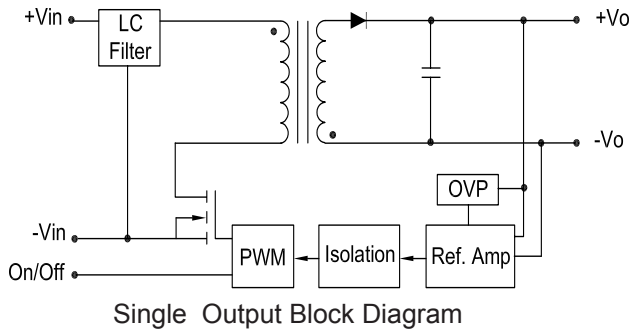 +Vin
LC
Filter
+Vo
-Vo
OVP
-Vin
PWM
Isolation
Ref. Amp
On/Off
Single Output Block Diagram